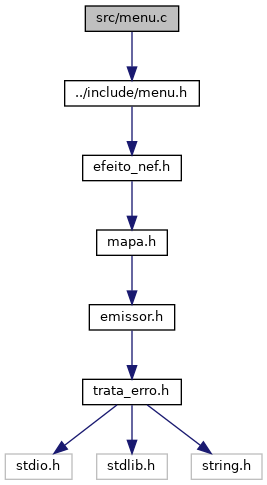 src/menu.c
../include/menu.h
efeito_nef.h
mapa.h
emissor.h
trata_erro.h
stdio.h
stdlib.h
string.h